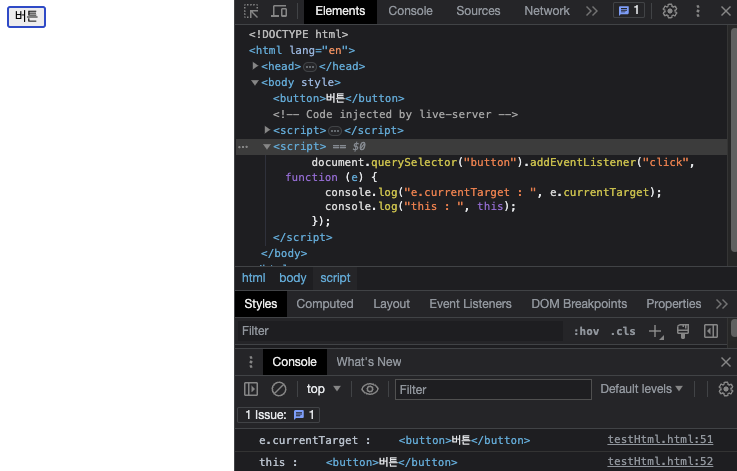 버튼
Elements Console Sources Network 1
<!DOCTYPE html>
<html lang="en">
<head> </head>
<body style>
<button>버튼</button>
<!-- Code injected by live-server -->
<script> </script>
<script> == $0
document.querySelector("button").addEventListener("click",
function (e) {
console.log("e.currentTarget : ", e.currentTarget);
console.log("this : ", this);
});
</script>
</body>
html body script
Styles Computed Layout Event Listeners DOM Breakpoints Properties
Filter :hov .cls
Console What's New
top Filter Default levels
1 Issue: 1
e.currentTarget : <button>버튼</button> testHtml.html:51
this : <button>버튼</button> testHtml.html:52